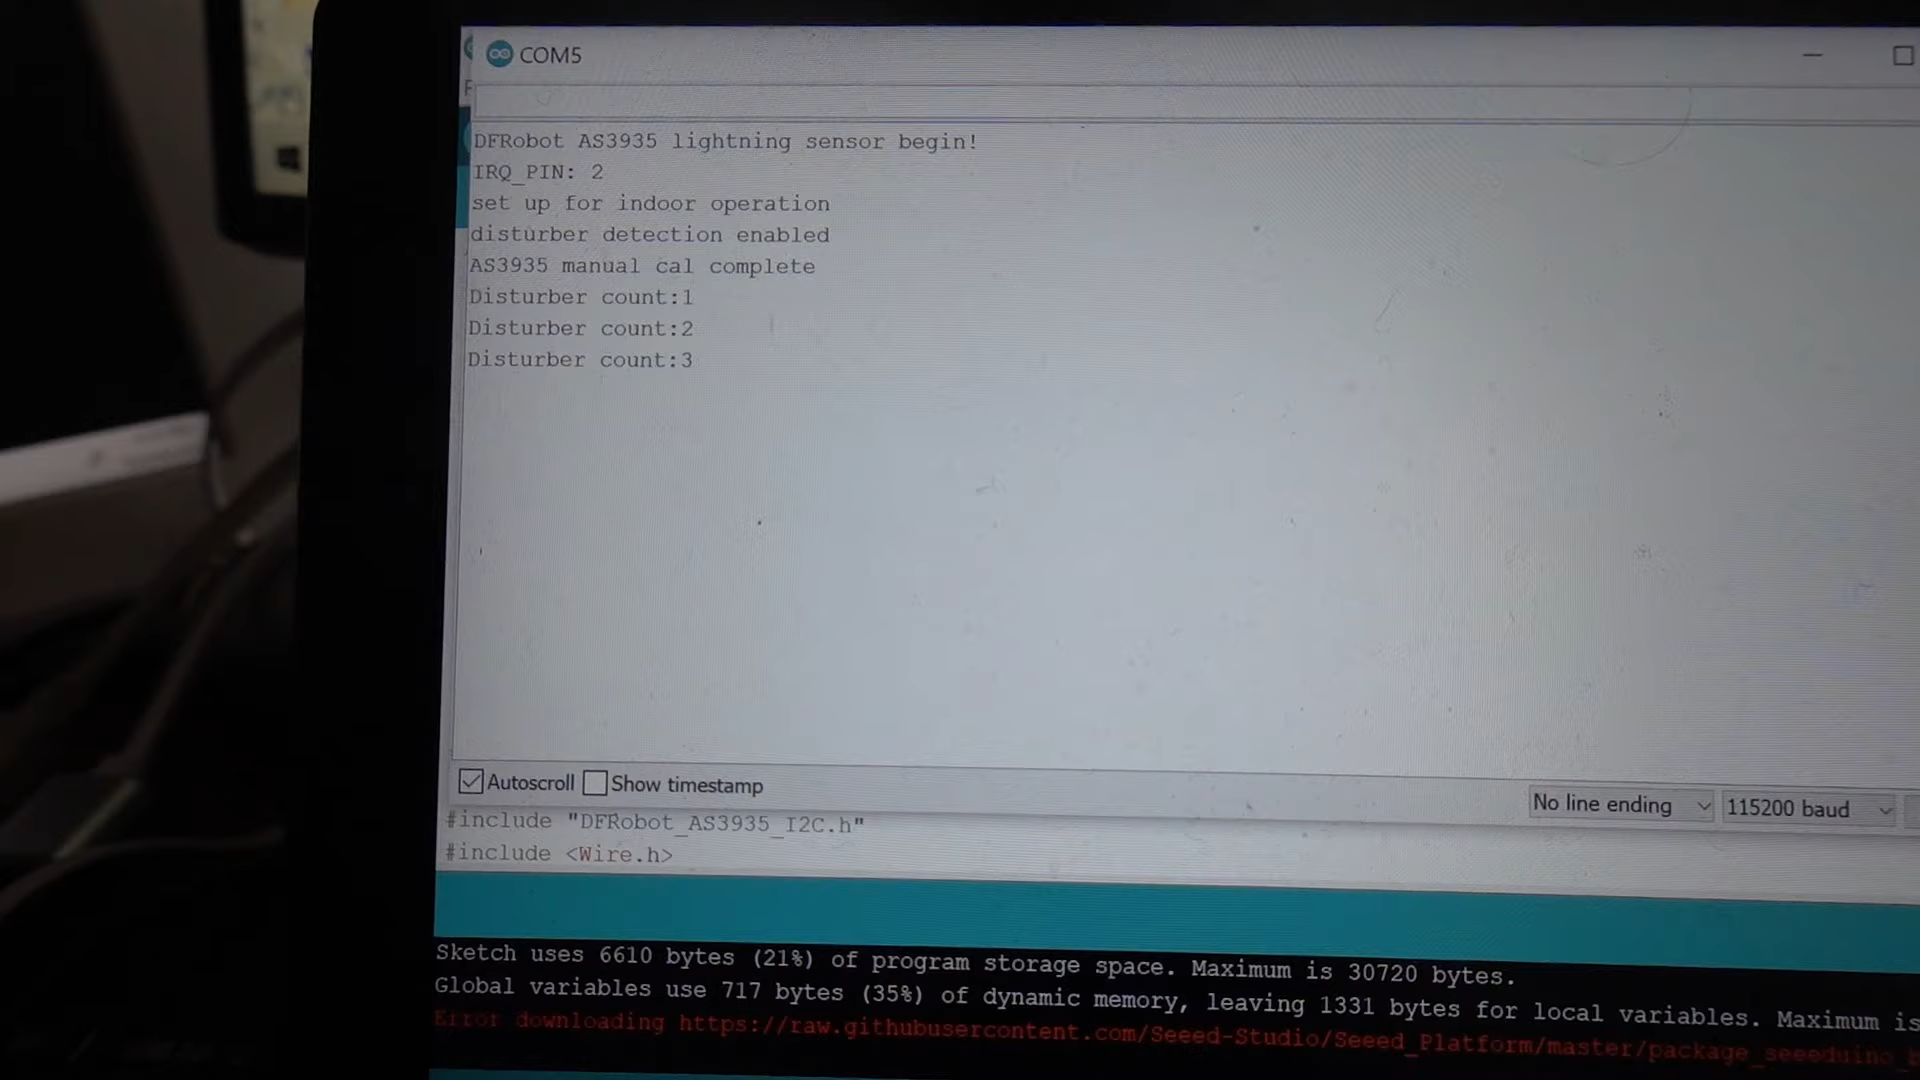 COM5
DFRobot AS3935 lightning sensor begin!
IRQ_PIN: 2
set up for indoor operation
disturber detection enabled
AS3935 manual cal complete
Disturber count:1
Disturber count:2
Disturber count:3
Autoscroll Show timestamp
No line ending 115200 baud
#include "DFRobot_AS3935_I2C.h"
#include <Wire.h>
Sketch uses 6610 bytes (21%) of program storage space. Maximum is 30720 bytes.
Global variables use 717 bytes (35%) of dynamic memory, leaving 1331 bytes for local variables. Maximum is
Error downloading https://raw.githubusercontent.com/Seeed-Studio/Seeed_Platform/master/package_seeeduino_b